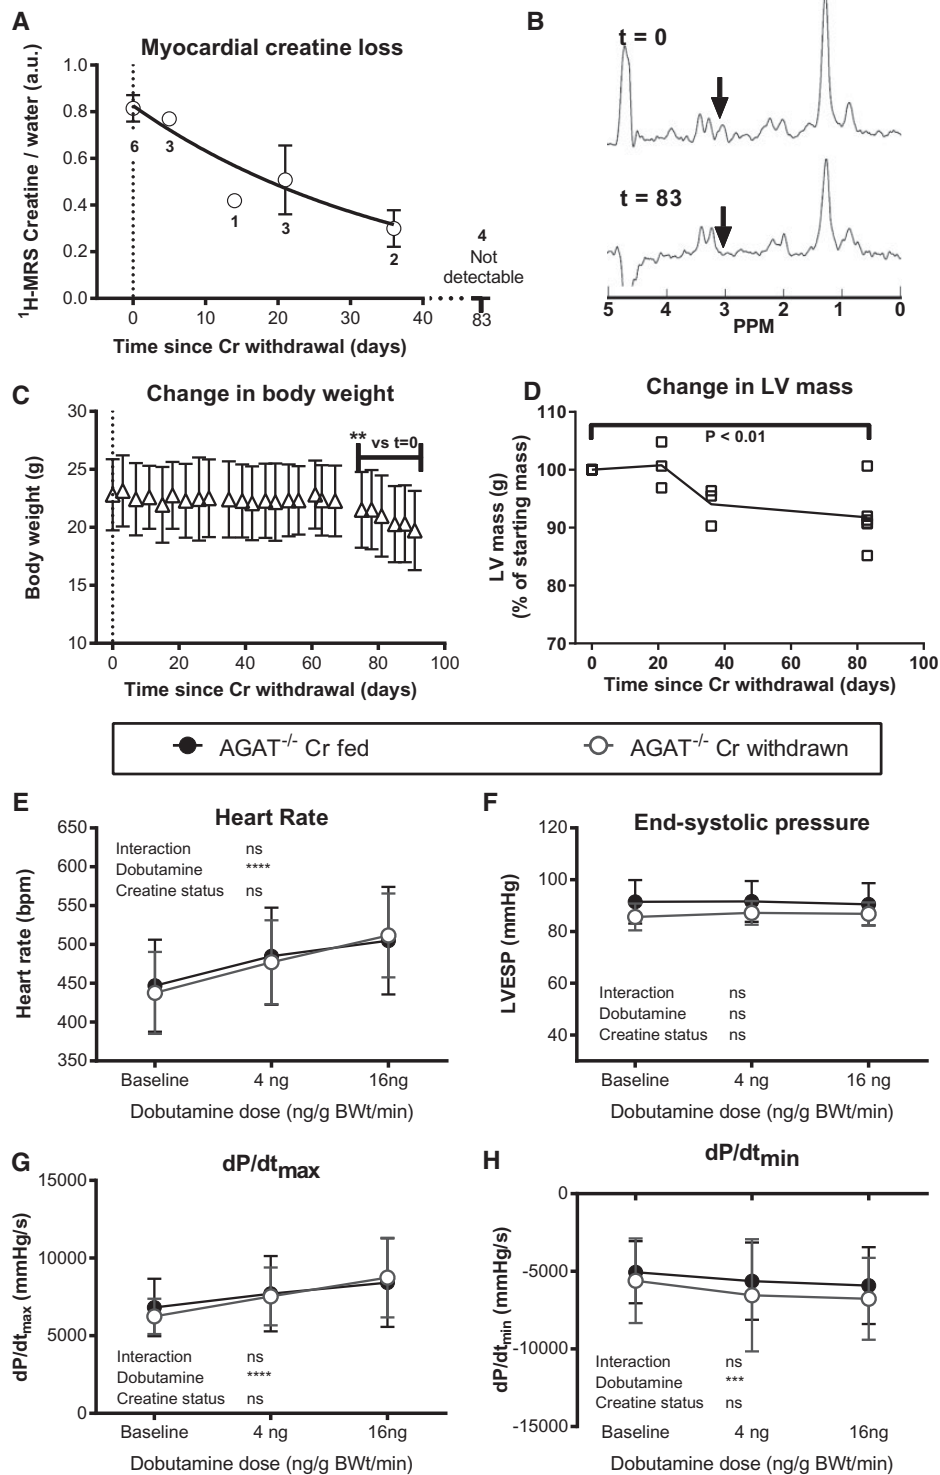 A
Myocardial creatine loss
¹H-MRS Creatine / water (a.u.)
1.0
0.8
0.6
0.4
0.2
0.0
6
3
1
3
2
4
Not
detectable
0
10
20
30
40
83
Time since Cr withdrawal (days)
B
t = 0
t = 83
5
4
3
2
1
0
PPM
C
Change in body weight
Body weight (g)
30
25
20
15
10
** vs t=0
0
20
40
60
80
100
Time since Cr withdrawal (days)
D
Change in LV mass
LV mass (g)
(% of starting mass)
110
100
90
80
70
P < 0.01
0
20
40
60
80
100
Time since Cr withdrawal (days)
AGAT-/- Cr fed
AGAT-/- Cr withdrawn
E
Heart Rate
Heart rate (bpm)
650
600
550
500
450
400
350
Interaction ns
Dobutamine ****
Creatine status ns
Baseline
4 ng
16ng
Dobutamine dose (ng/g BWt/min)
F
End-systolic pressure
LVESP (mmHg)
120
100
80
60
40
Interaction ns
Dobutamine ns
Creatine status ns
Baseline
4 ng
16 ng
Dobutamine dose (ng/g BWt/min)
G
dP/dtmax
dP/dtmax (mmHg/s)
15000
10000
5000
0
Interaction ns
Dobutamine ****
Creatine status ns
Baseline
4 ng
16ng
Dobutamine dose (ng/g BWt/min)
H
dP/dtmin
dP/dtmin (mmHg/s)
0
-5000
-10000
-15000
Interaction ns
Dobutamine ***
Creatine status ns
Baseline
4 ng
16ng
Dobutamine dose (ng/g BWt/min)